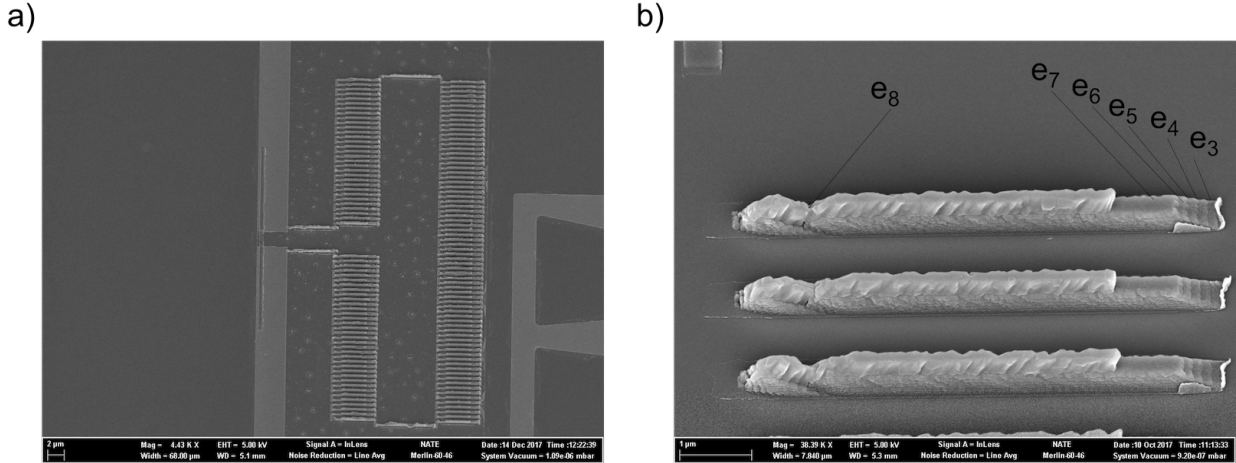 a)
b)
e8
e7
e6
e5
e4
e3
2 µm
Mag = 4.43 K X
EHT = 5.00 kV
Signal A = InLens
NATE
Date :14 Dec 2017 Time :12:22:39
Width = 68.00 µm
WD = 5.1 mm
Noise Reduction = Line Avg
Merlin-60-46
System Vacuum = 1.09e-06 mbar
1 µm
Mag = 38.39 K X
EHT = 5.00 kV
Signal A = InLens
NATE
Date :10 Oct 2017 Time :11:13:33
Width = 7.840 µm
WD = 5.3 mm
Noise Reduction = Line Avg
Merlin-60-46
System Vacuum = 9.20e-07 mbar